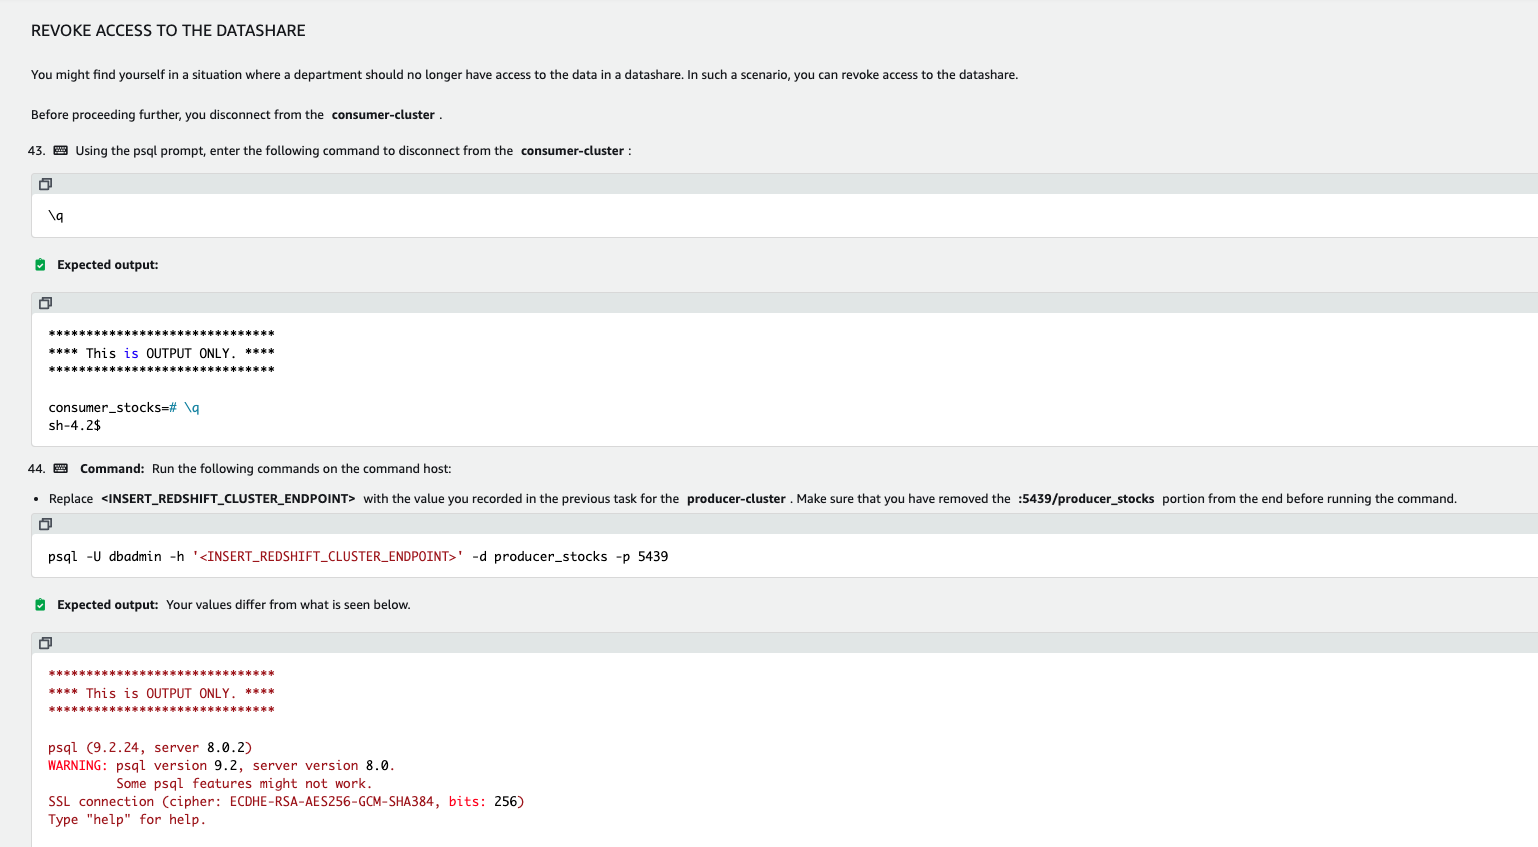 REVOKE ACCESS TO THE DATASHARE
You might find yourself in a situation where a department should no longer have access to the data in a datashare. In such a scenario, you can revoke access to the datashare.
Before proceeding further, you disconnect from the consumer-cluster .
43. Using the psql prompt, enter the following command to disconnect from the consumer-cluster :
\q
Expected output:
******************************
**** This is OUTPUT ONLY. ****
******************************
consumer_stocks=# \q
sh-4.2$
44. Command: Run the following commands on the command host:
• Replace <INSERT_REDSHIFT_CLUSTER_ENDPOINT> with the value you recorded in the previous task for the producer-cluster . Make sure that you have removed the :5439/producer_stocks portion from the end before running the command.
psql -U dbadmin -h '<INSERT_REDSHIFT_CLUSTER_ENDPOINT>' -d producer_stocks -p 5439
Expected output: Your values differ from what is seen below.
******************************
**** This is OUTPUT ONLY. ****
******************************
psql (9.2.24, server 8.0.2)
WARNING: psql version 9.2, server version 8.0.
Some psql features might not work.
SSL connection (cipher: ECDHE-RSA-AES256-GCM-SHA384, bits: 256)
Type "help" for help.